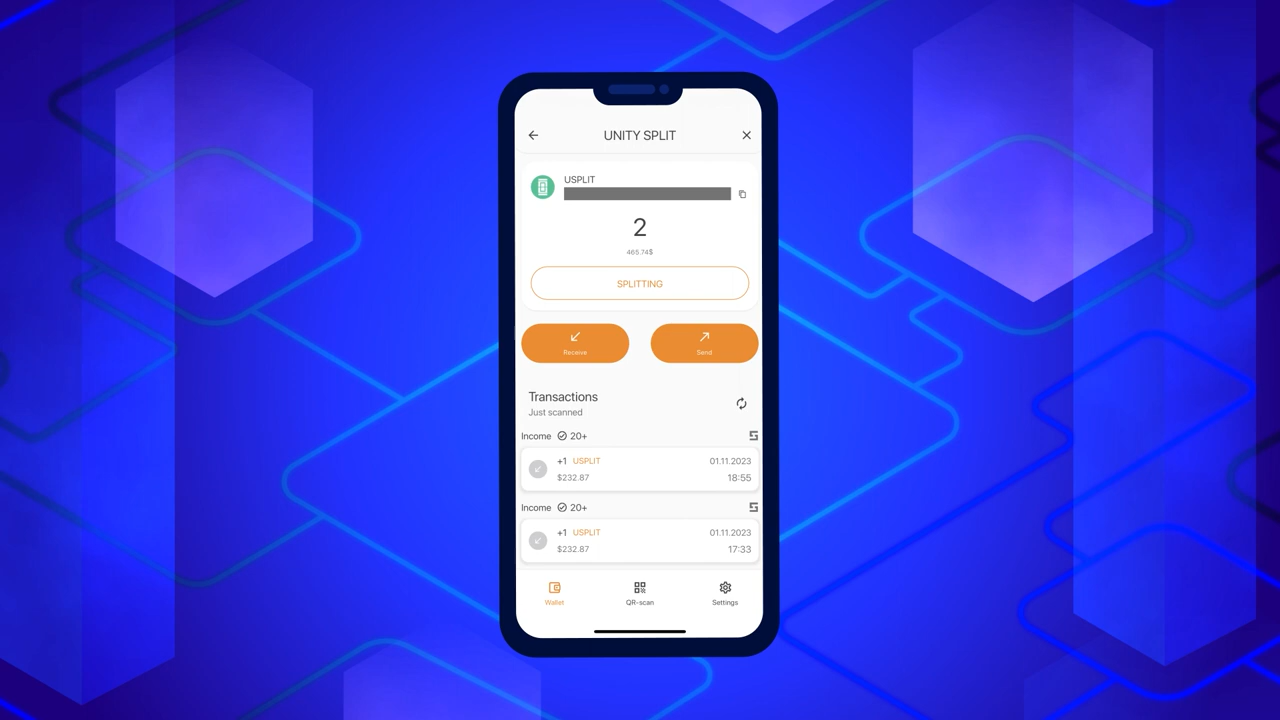 UNITY SPLIT
USPLIT
2
465.74$
SPLITTING
Receive
Send
Transactions
Just scanned
Income 20+
+1 USPLIT 01.11.2023
$232.87 18:55
Income 20+
+1 USPLIT 01.11.2023
$232.87 17:33
Wallet QR-scan Settings